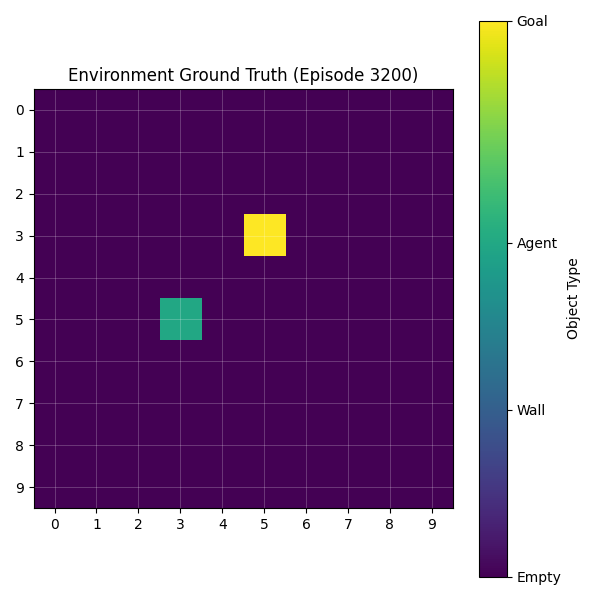 Environment Ground Truth (Episode 3200)
Goal
0
1
2
3
4
5
6
7
8
9
Agent
Wall
Empty
Object Type
0 1 2 3 4 5 6 7 8 9